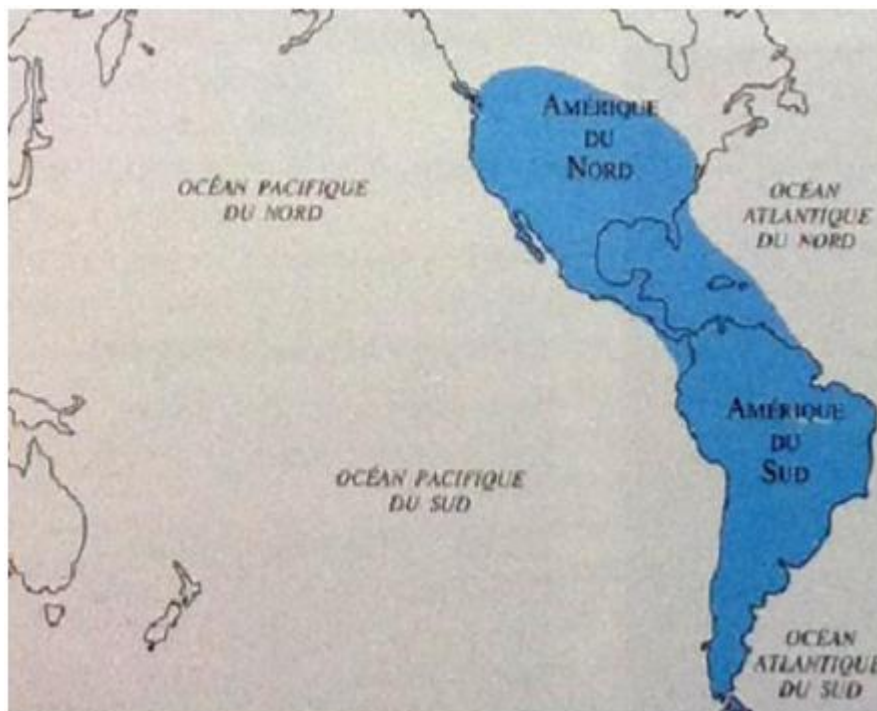 AMÉRIQUE
DU
NORD
OCÉAN PACIFIQUE
DU NORD
OCÉAN
ATLANTIQUE
DU NORD
AMÉRIQUE
DU
SUD
OCÉAN PACIFIQUE
DU SUD
OCÉAN
ATLANTIQUE
DU SUD